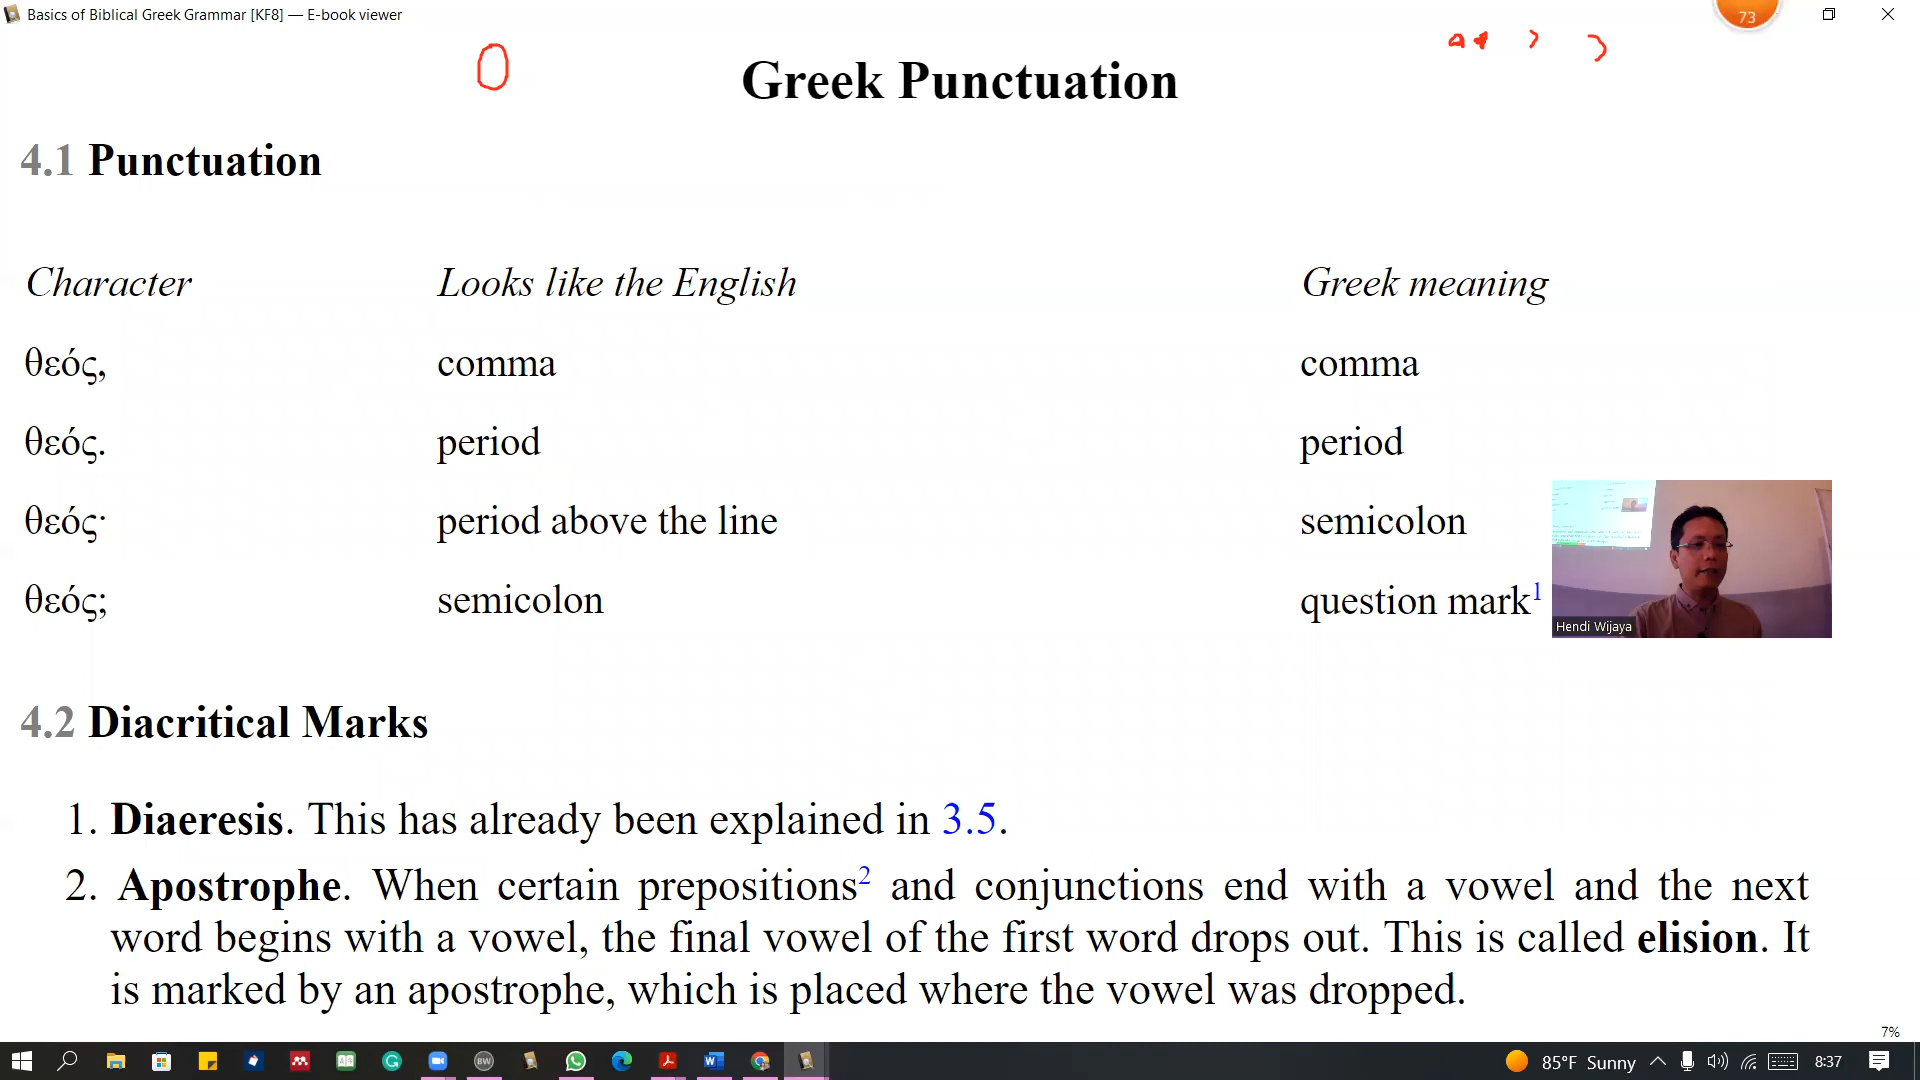 Basics of Biblical Greek Grammar [KF8] — E-book viewer
73
Greek Punctuation
4.1 Punctuation
Character Looks like the English Greek meaning
θεός, comma comma
θεός. period period
θεός· period above the line semicolon
θεός; semicolon question mark1
Hendi Wijaya
4.2 Diacritical Marks
1. Diaeresis. This has already been explained in 3.5.
2. Apostrophe. When certain prepositions2 and conjunctions end with a vowel and the next
word begins with a vowel, the final vowel of the first word drops out. This is called elision. It
is marked by an apostrophe, which is placed where the vowel was dropped.
7%
BW
85°F Sunny
8:37